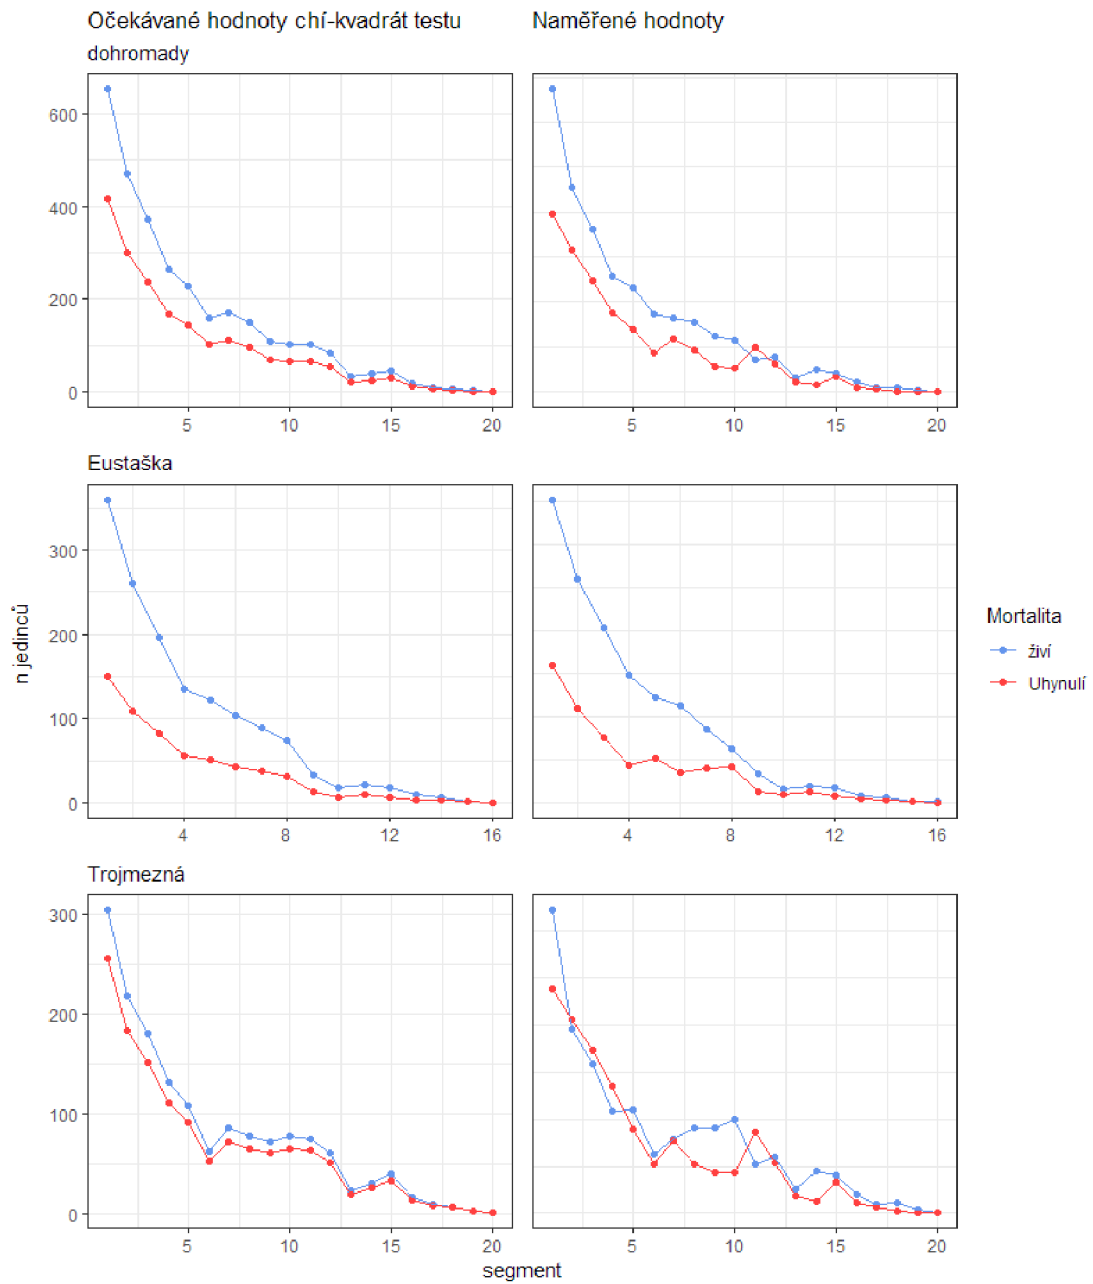 Očekávané hodnoty chí-kvadrát testu
Naměřené hodnoty
dohromady
600
400
200
0
5 10 15 20
5 10 15 20
Eustaška
300
200
100
0
4 8 12 16
4 8 12 16
n jedinců
Mortalita
živí
Uhynulí
Trojmezná
300
200
100
0
5 10 15 20
5 10 15 20
segment